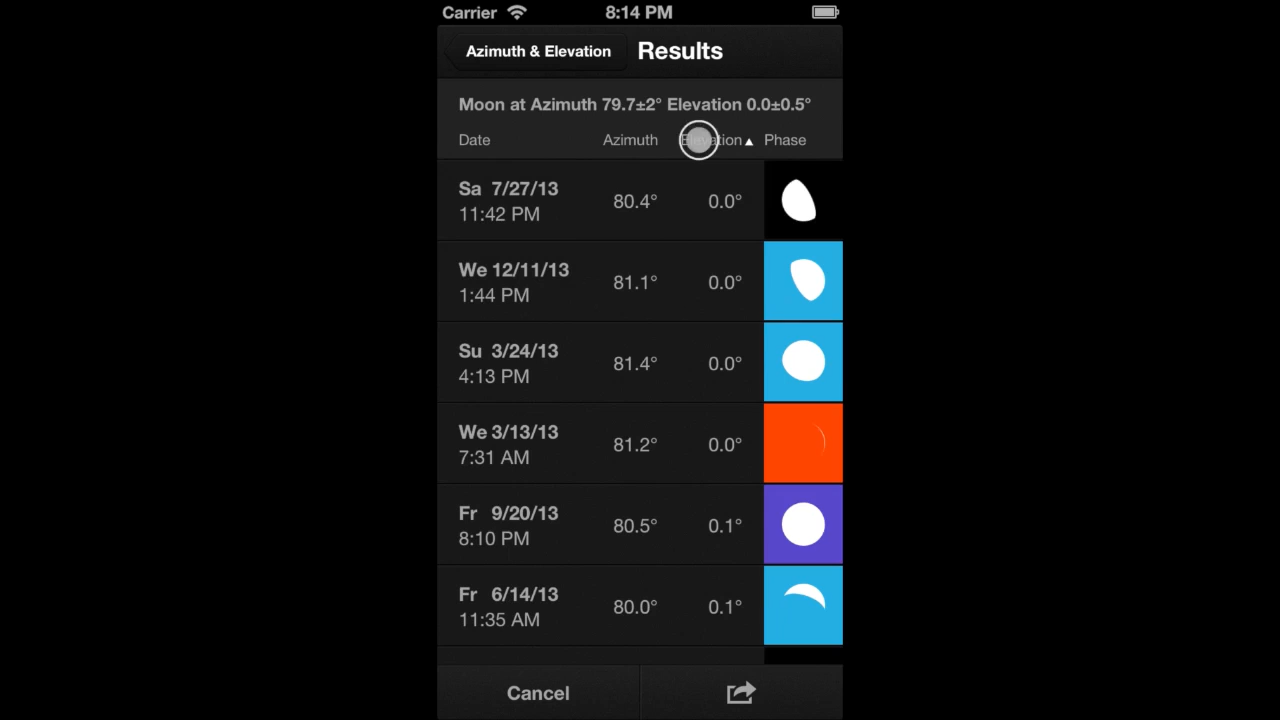 Carrier 8:14 PM
Azimuth & Elevation Results
Moon at Azimuth 79.7±2° Elevation 0.0±0.5°
Date Azimuth Elevation ▲ Phase
Sa 7/27/13
11:42 PM 80.4° 0.0°
We 12/11/13
1:44 PM 81.1° 0.0°
Su 3/24/13
4:13 PM 81.4° 0.0°
We 3/13/13
7:31 AM 81.2° 0.0°
Fr 9/20/13
8:10 PM 80.5° 0.1°
Fr 6/14/13
11:35 AM 80.0° 0.1°
Cancel